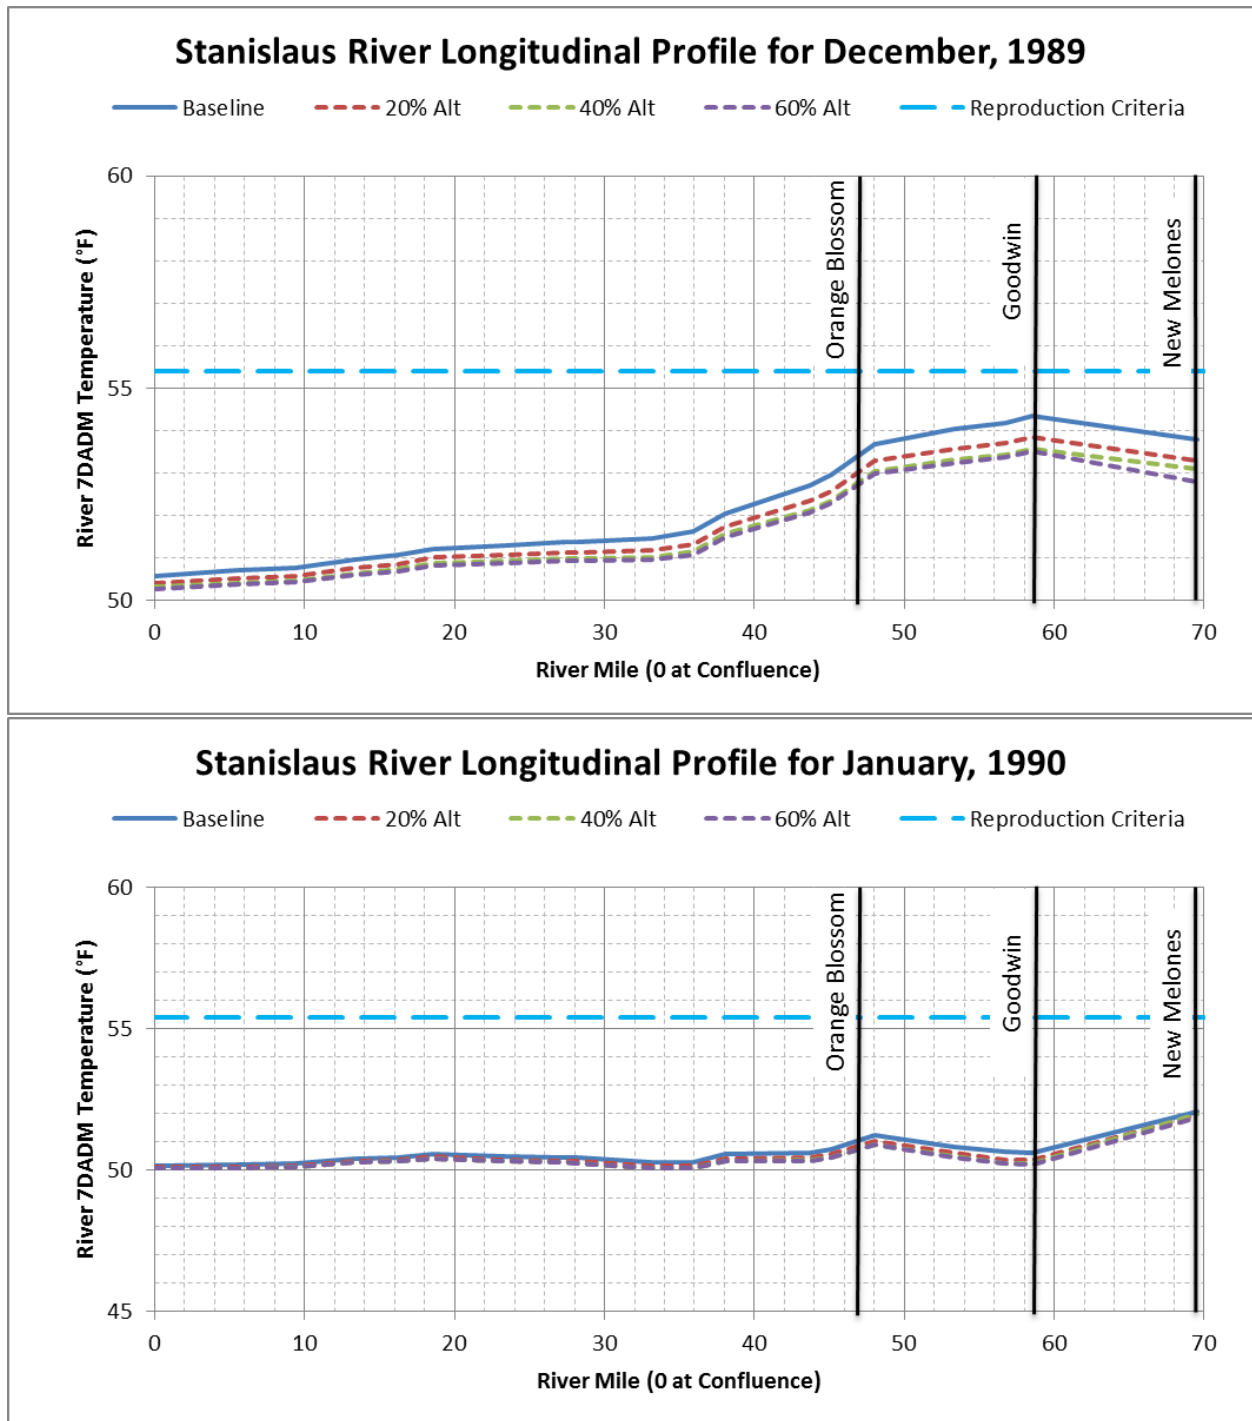 Stanislaus River Longitudinal Profile for December, 1989
Baseline 20% Alt 40% Alt 60% Alt Reproduction Criteria
60
55
50
River 7DADM Temperature (°F)
Orange Blossom
Goodwin
New Melones
0 10 20 30 40 50 60 70
River Mile (0 at Confluence)
Stanislaus River Longitudinal Profile for January, 1990
Baseline 20% Alt 40% Alt 60% Alt Reproduction Criteria
60
55
50
45
River 7DADM Temperature (°F)
Orange Blossom
Goodwin
New Melones
0 10 20 30 40 50 60 70
River Mile (0 at Confluence)